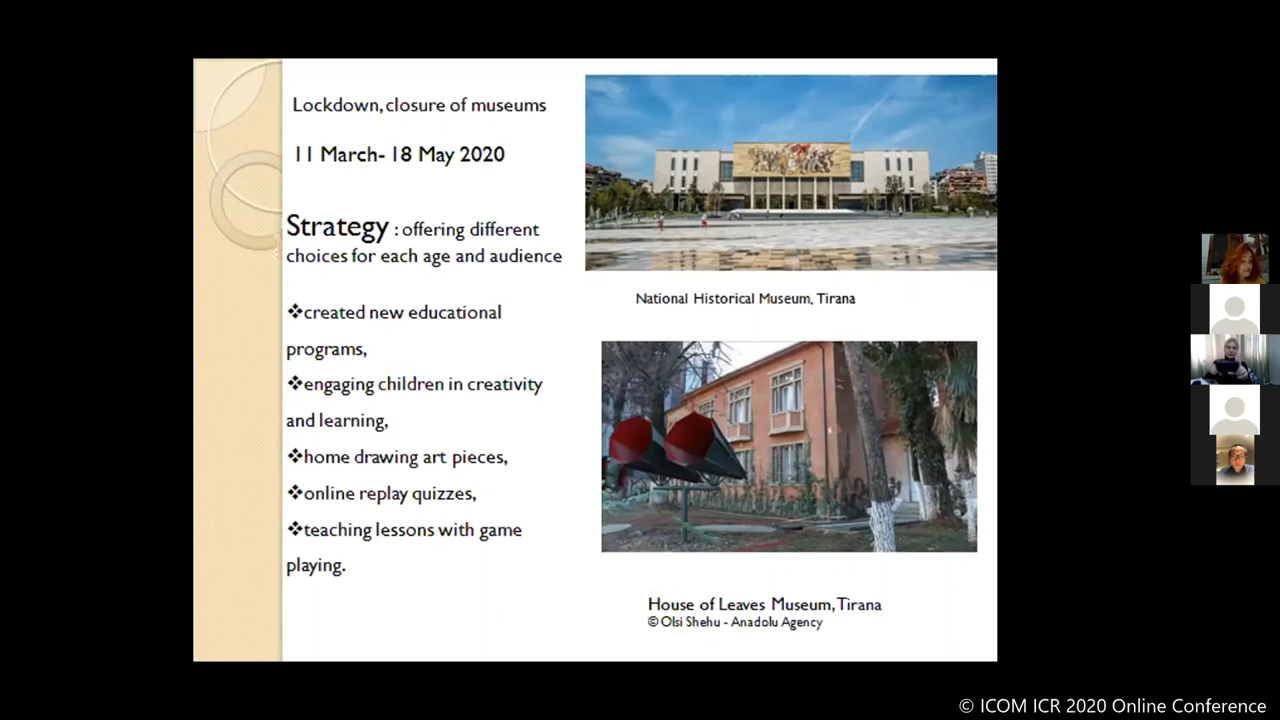 Lockdown, closure of museums
11 March- 18 May 2020
Strategy : offering different
choices for each age and audience
❖created new educational
programs,
❖engaging children in creativity
and learning,
❖home drawing art pieces,
❖online replay quizzes,
❖teaching lessons with game
playing.
National Historical Museum, Tirana
House of Leaves Museum, Tirana
© Olsi Shehu - Anadolu Agency
© ICOM ICR 2020 Online Conference